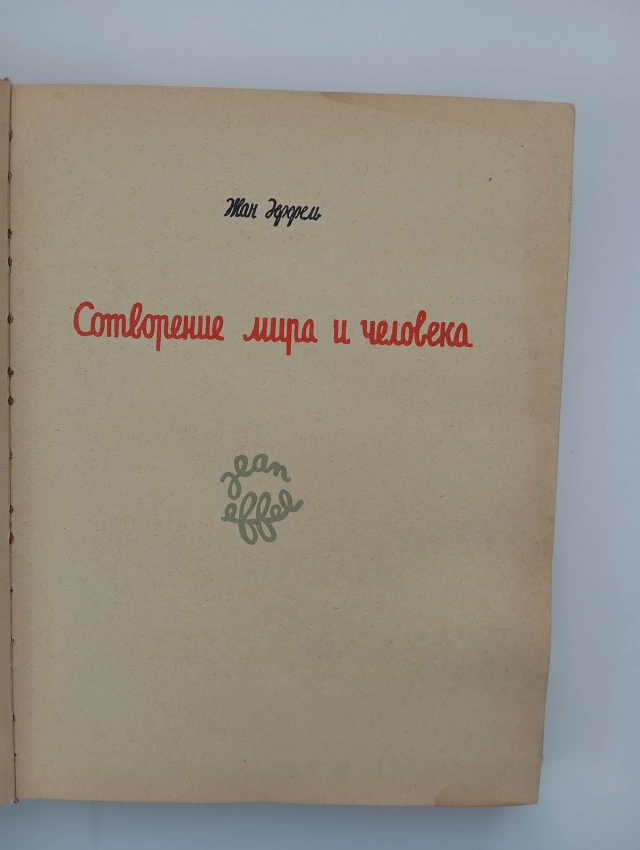 Жан Эффель
Сотворение мира и человека
jean
effel